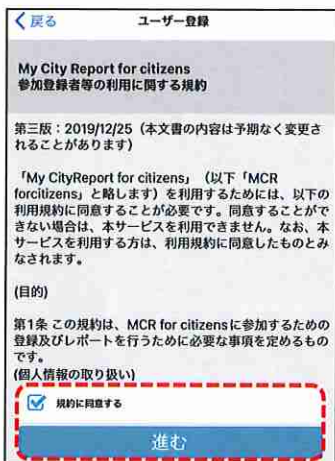 戻る ユーザー登録
My City Report for citizens
参加登録者等の利用に関する規約
第三版：2019/12/25（本文書の内容は予期なく変更さ
れることがあります）
「My CityReport for citizens」（以下「MCR
forcitizens」と略します）を利用するためには、以下の
利用規約に同意することが必要です。同意することがで
きない場合は、本サービスを利用できません。なお、本
サービスを利用する方は、利用規約に同意したものとみ
なされます。
(目的)
第1条 この規約は、MCR for citizensに参加するための
登録及びレポートを行うために必要な事項を定めるもの
です。
(個人情報の取り扱い)
規約に同意する
進む